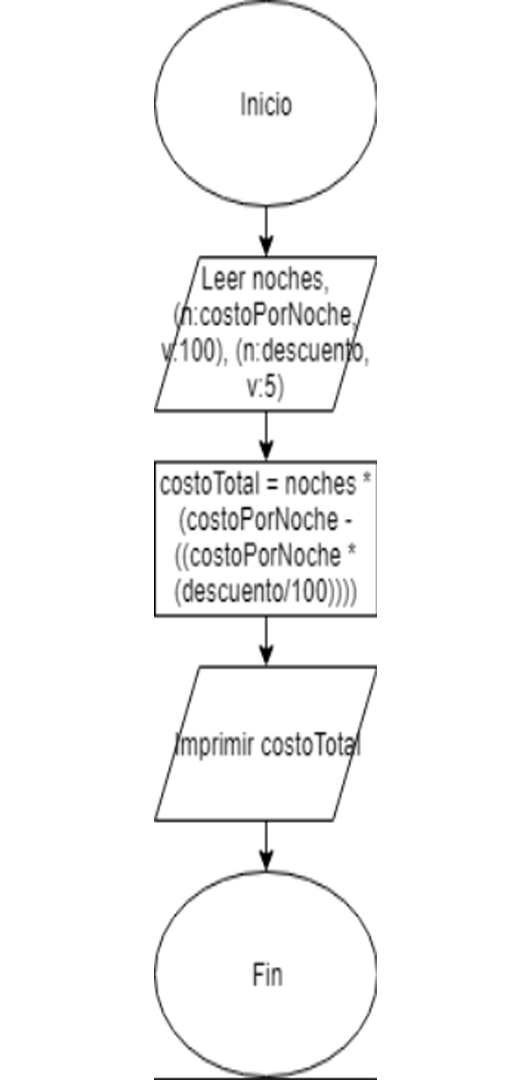 Inicio
Leer noches,
(n:costoPorNoche,
v:100), (n:descuento,
v:5)
costoTotal = noches *
(costoPorNoche -
((costoPorNoche *
(descuento/100))))
Imprimir costoTotal
Fin